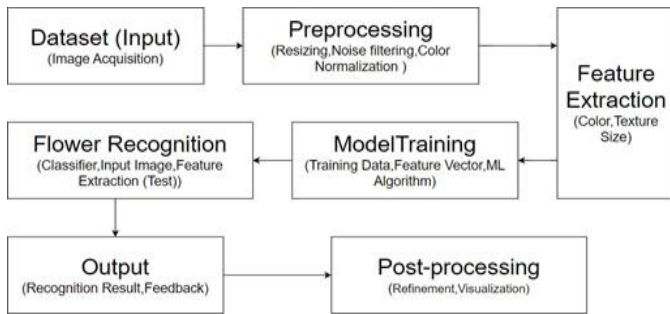 Dataset (Input)
(Image Acquisition)
Preprocessing
(Resizing,Noise filtering,Color
Normalization )
Feature
Extraction
(Color,Texture
Size)
ModelTraining
(Training Data,Feature Vector,ML
Algorithm)
Flower Recognition
(Classifier,Input Image,Feature
Extraction (Test))
Output
(Recognition Result,Feedback)
Post-processing
(Refinement,Visualization)